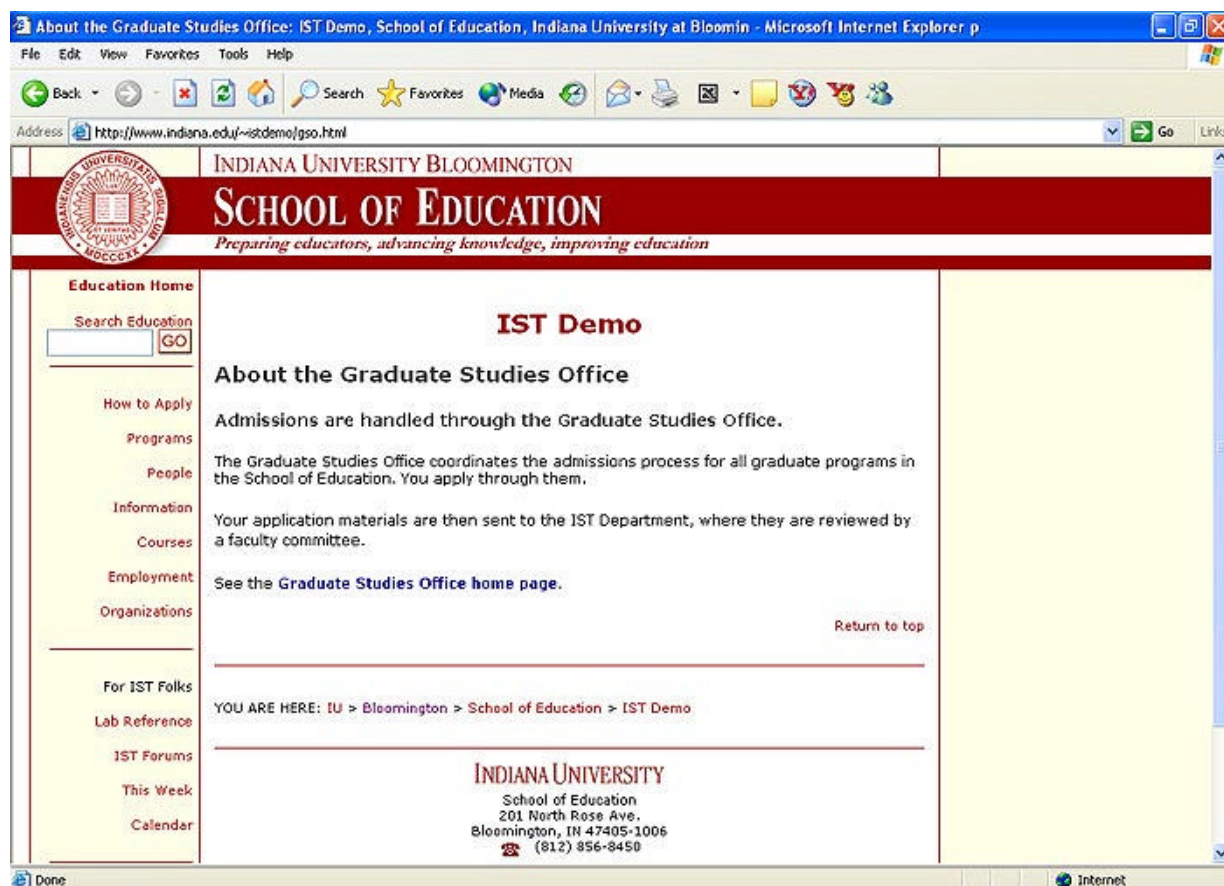 About the Graduate Studies Office: IST Demo, School of Education, Indiana University at Bloomin - Microsoft Internet Explorer p
File Edit View Favorites Tools Help
Back Search Favorites Media
Address http://www.indiana.edu/~istdemo/gso.html Go Links
INDIANA UNIVERSITY BLOOMINGTON
SCHOOL OF EDUCATION
Preparing educators, advancing knowledge, improving education
INDIANENSIS UNIVERSITATIS SIGILLUM
MDCCCXX
Education Home
Search Education
GO
How to Apply
Programs
People
Information
Courses
Employment
Organizations
For IST Folks
Lab Reference
IST Forums
This Week
Calendar
IST Demo
About the Graduate Studies Office
Admissions are handled through the Graduate Studies Office.
The Graduate Studies Office coordinates the admissions process for all graduate programs in
the School of Education. You apply through them.
Your application materials are then sent to the IST Department, where they are reviewed by
a faculty committee.
See the Graduate Studies Office home page.
Return to top
YOU ARE HERE: IU > Bloomington > School of Education > IST Demo
INDIANA UNIVERSITY
School of Education
201 North Rose Ave.
Bloomington, IN 47405-1006
(812) 856-8450
Done Internet